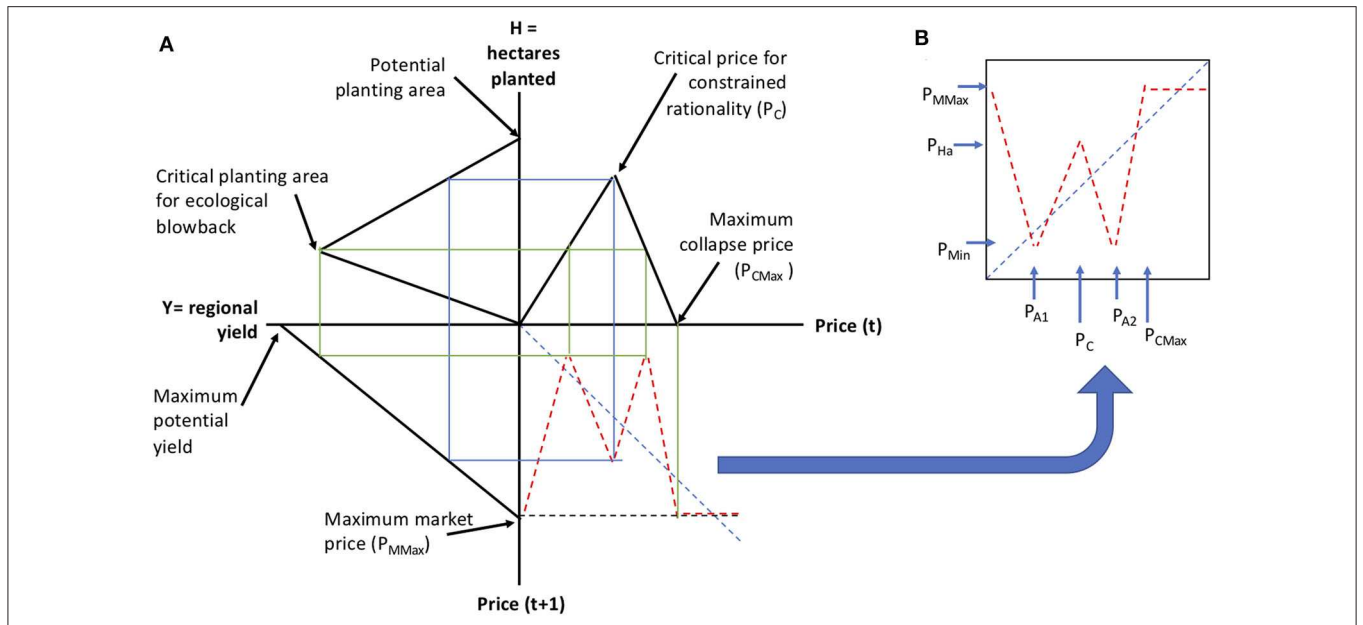 A
H =
hectares
planted
Potential
planting area
Critical price for
constrained
rationality (PC)
Critical planting area
for ecological
blowback
Maximum
collapse price
(PCMax )
Y= regional
yield
Price (t)
Maximum
potential
yield
Maximum market
price (PMMax)
Price (t+1)
B
PMMax
PHa
PMin
PA1
PC
PA2
PCMax